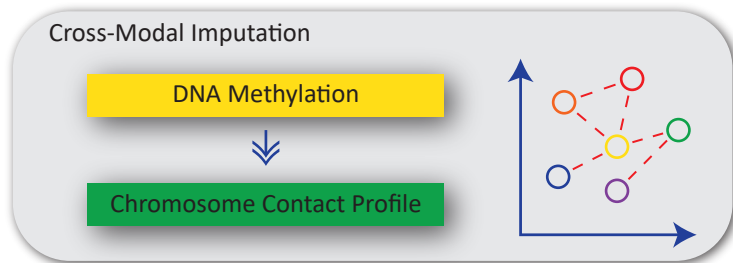 Cross-Modal Imputation
DNA Methylation
Chromosome Contact Profile